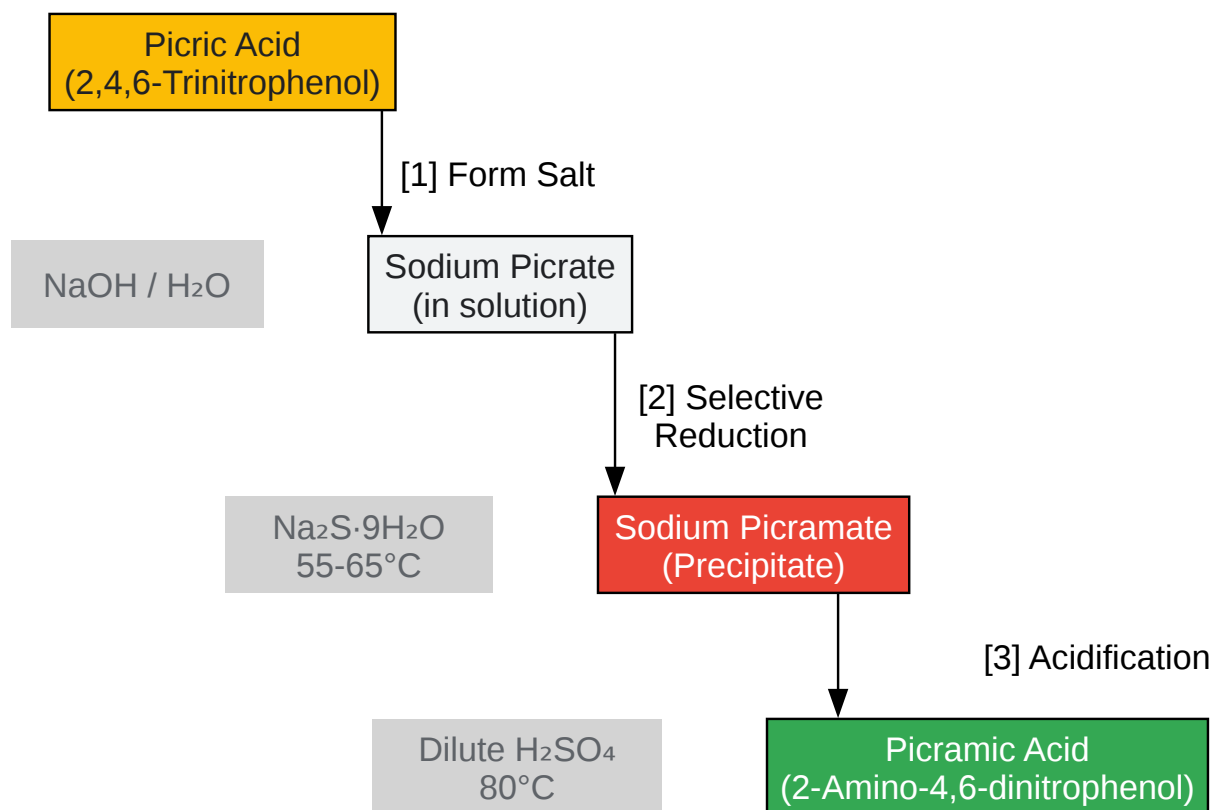 Picric Acid
(2,4,6-Trinitrophenol)
[1] Form Salt
NaOH / H₂O
Sodium Picrate
(in solution)
[2] Selective
Reduction
Na₂S·9H₂O
55-65°C
Sodium Picramate
(Precipitate)
[3] Acidification
Dilute H₂SO₄
80°C
Picramic Acid
(2-Amino-4,6-dinitrophenol)